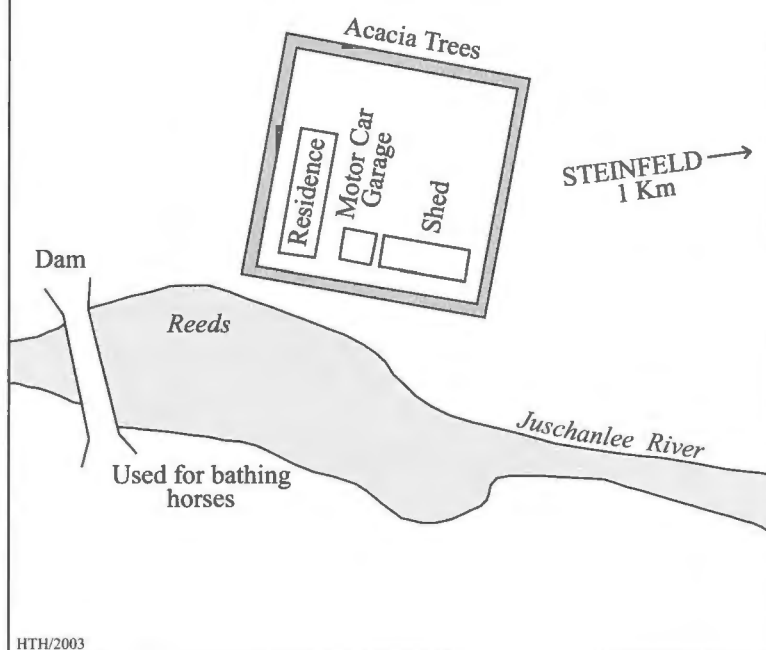 Acacia Trees
Residence
Motor Car
Garage
Shed
STEINFELD
1 Km
Dam
Reeds
Juschanlee River
Used for bathing
horses
HTH/2003